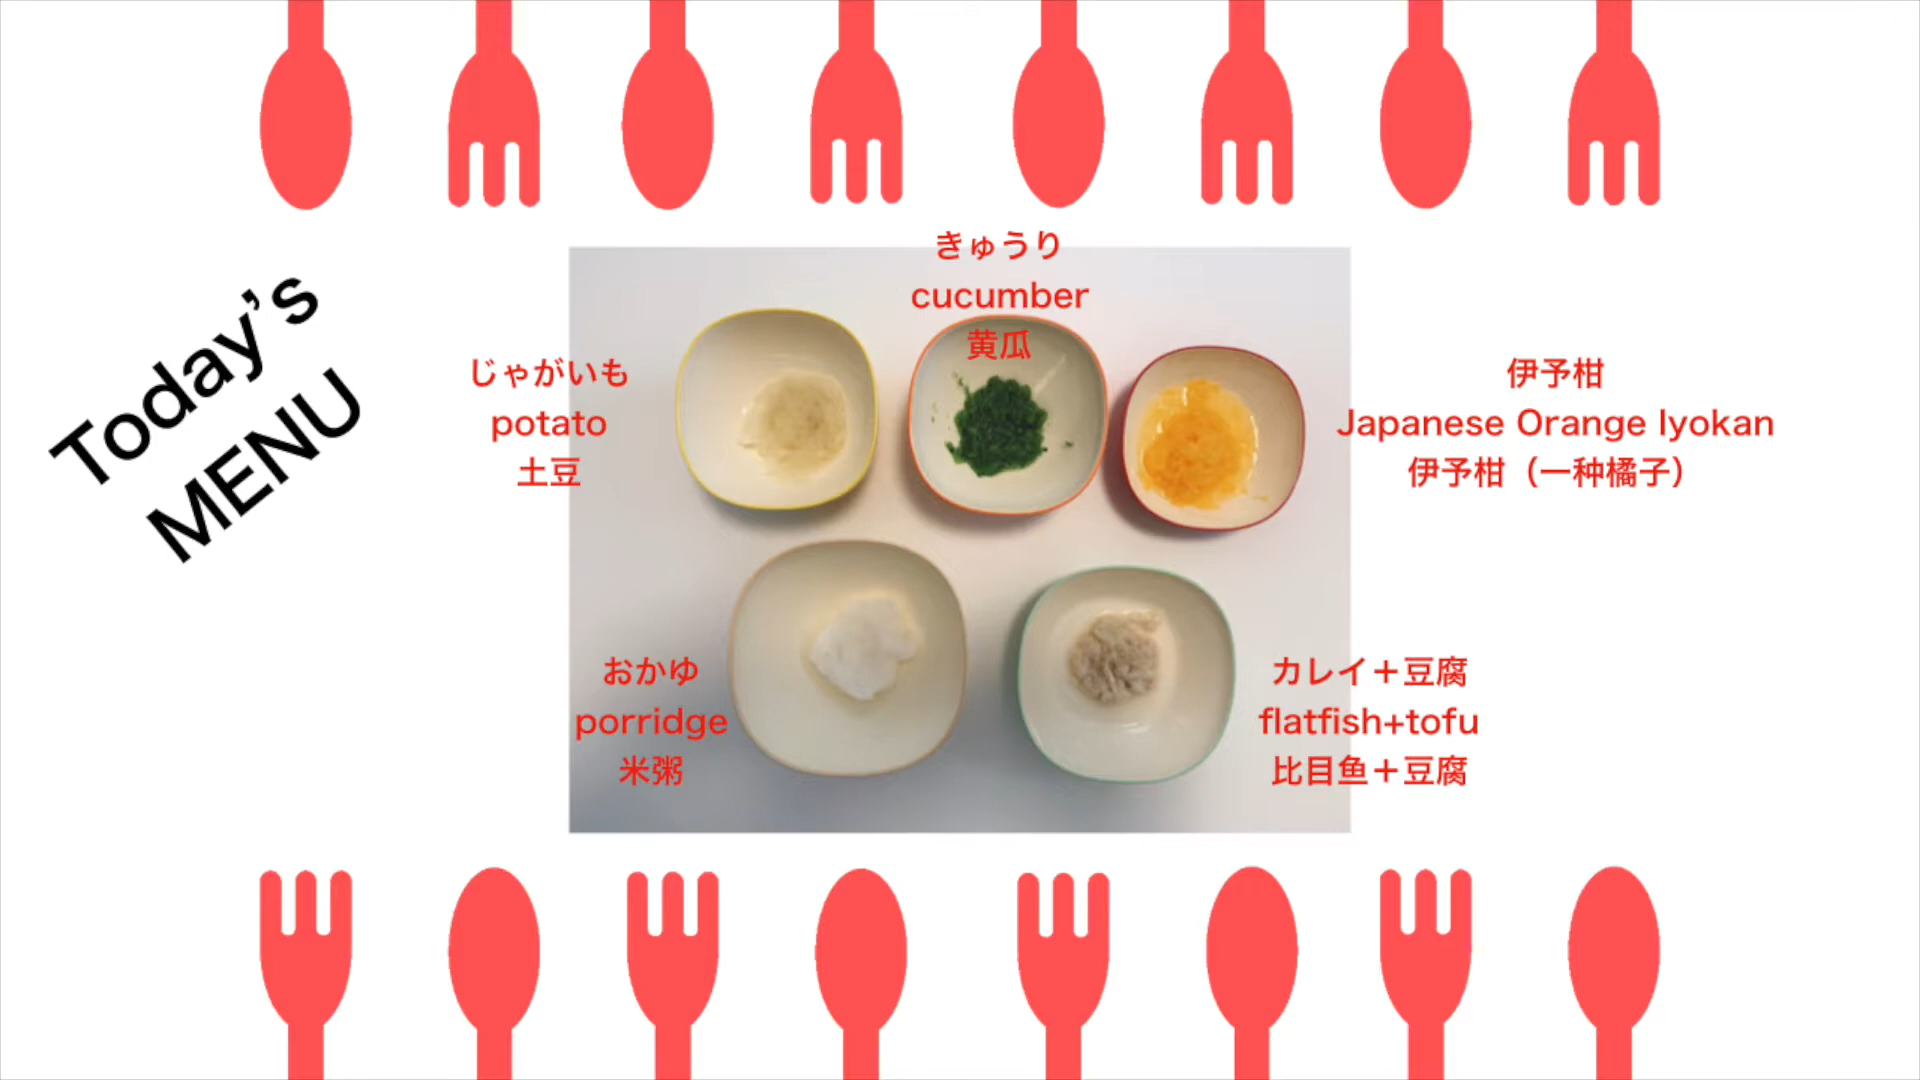 Today's
MENU
きゅうり
cucumber
黄瓜
じゃがいも
potato
土豆
伊予柑
Japanese Orange Iyokan
伊予柑（一种橘子）
おかゆ
porridge
米粥
カレイ＋豆腐
flatfish+tofu
比目鱼＋豆腐